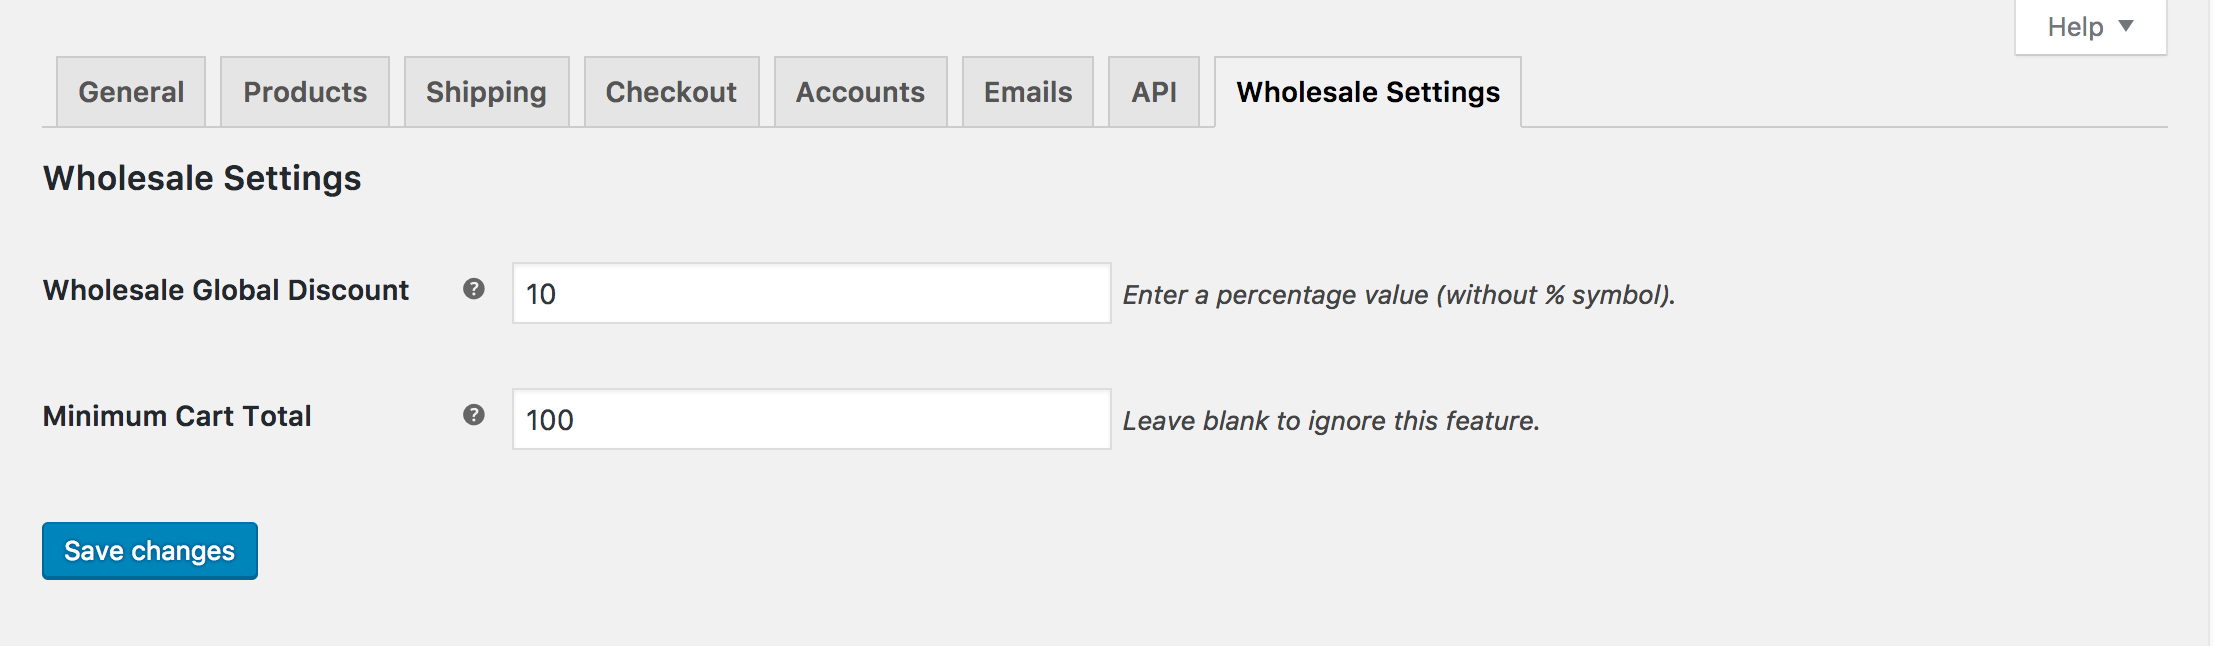 Help
General Products Shipping Checkout Accounts Emails API Wholesale Settings
Wholesale Settings
Wholesale Global Discount ? 10 Enter a percentage value (without % symbol).
Minimum Cart Total ? 100 Leave blank to ignore this feature.
Save changes